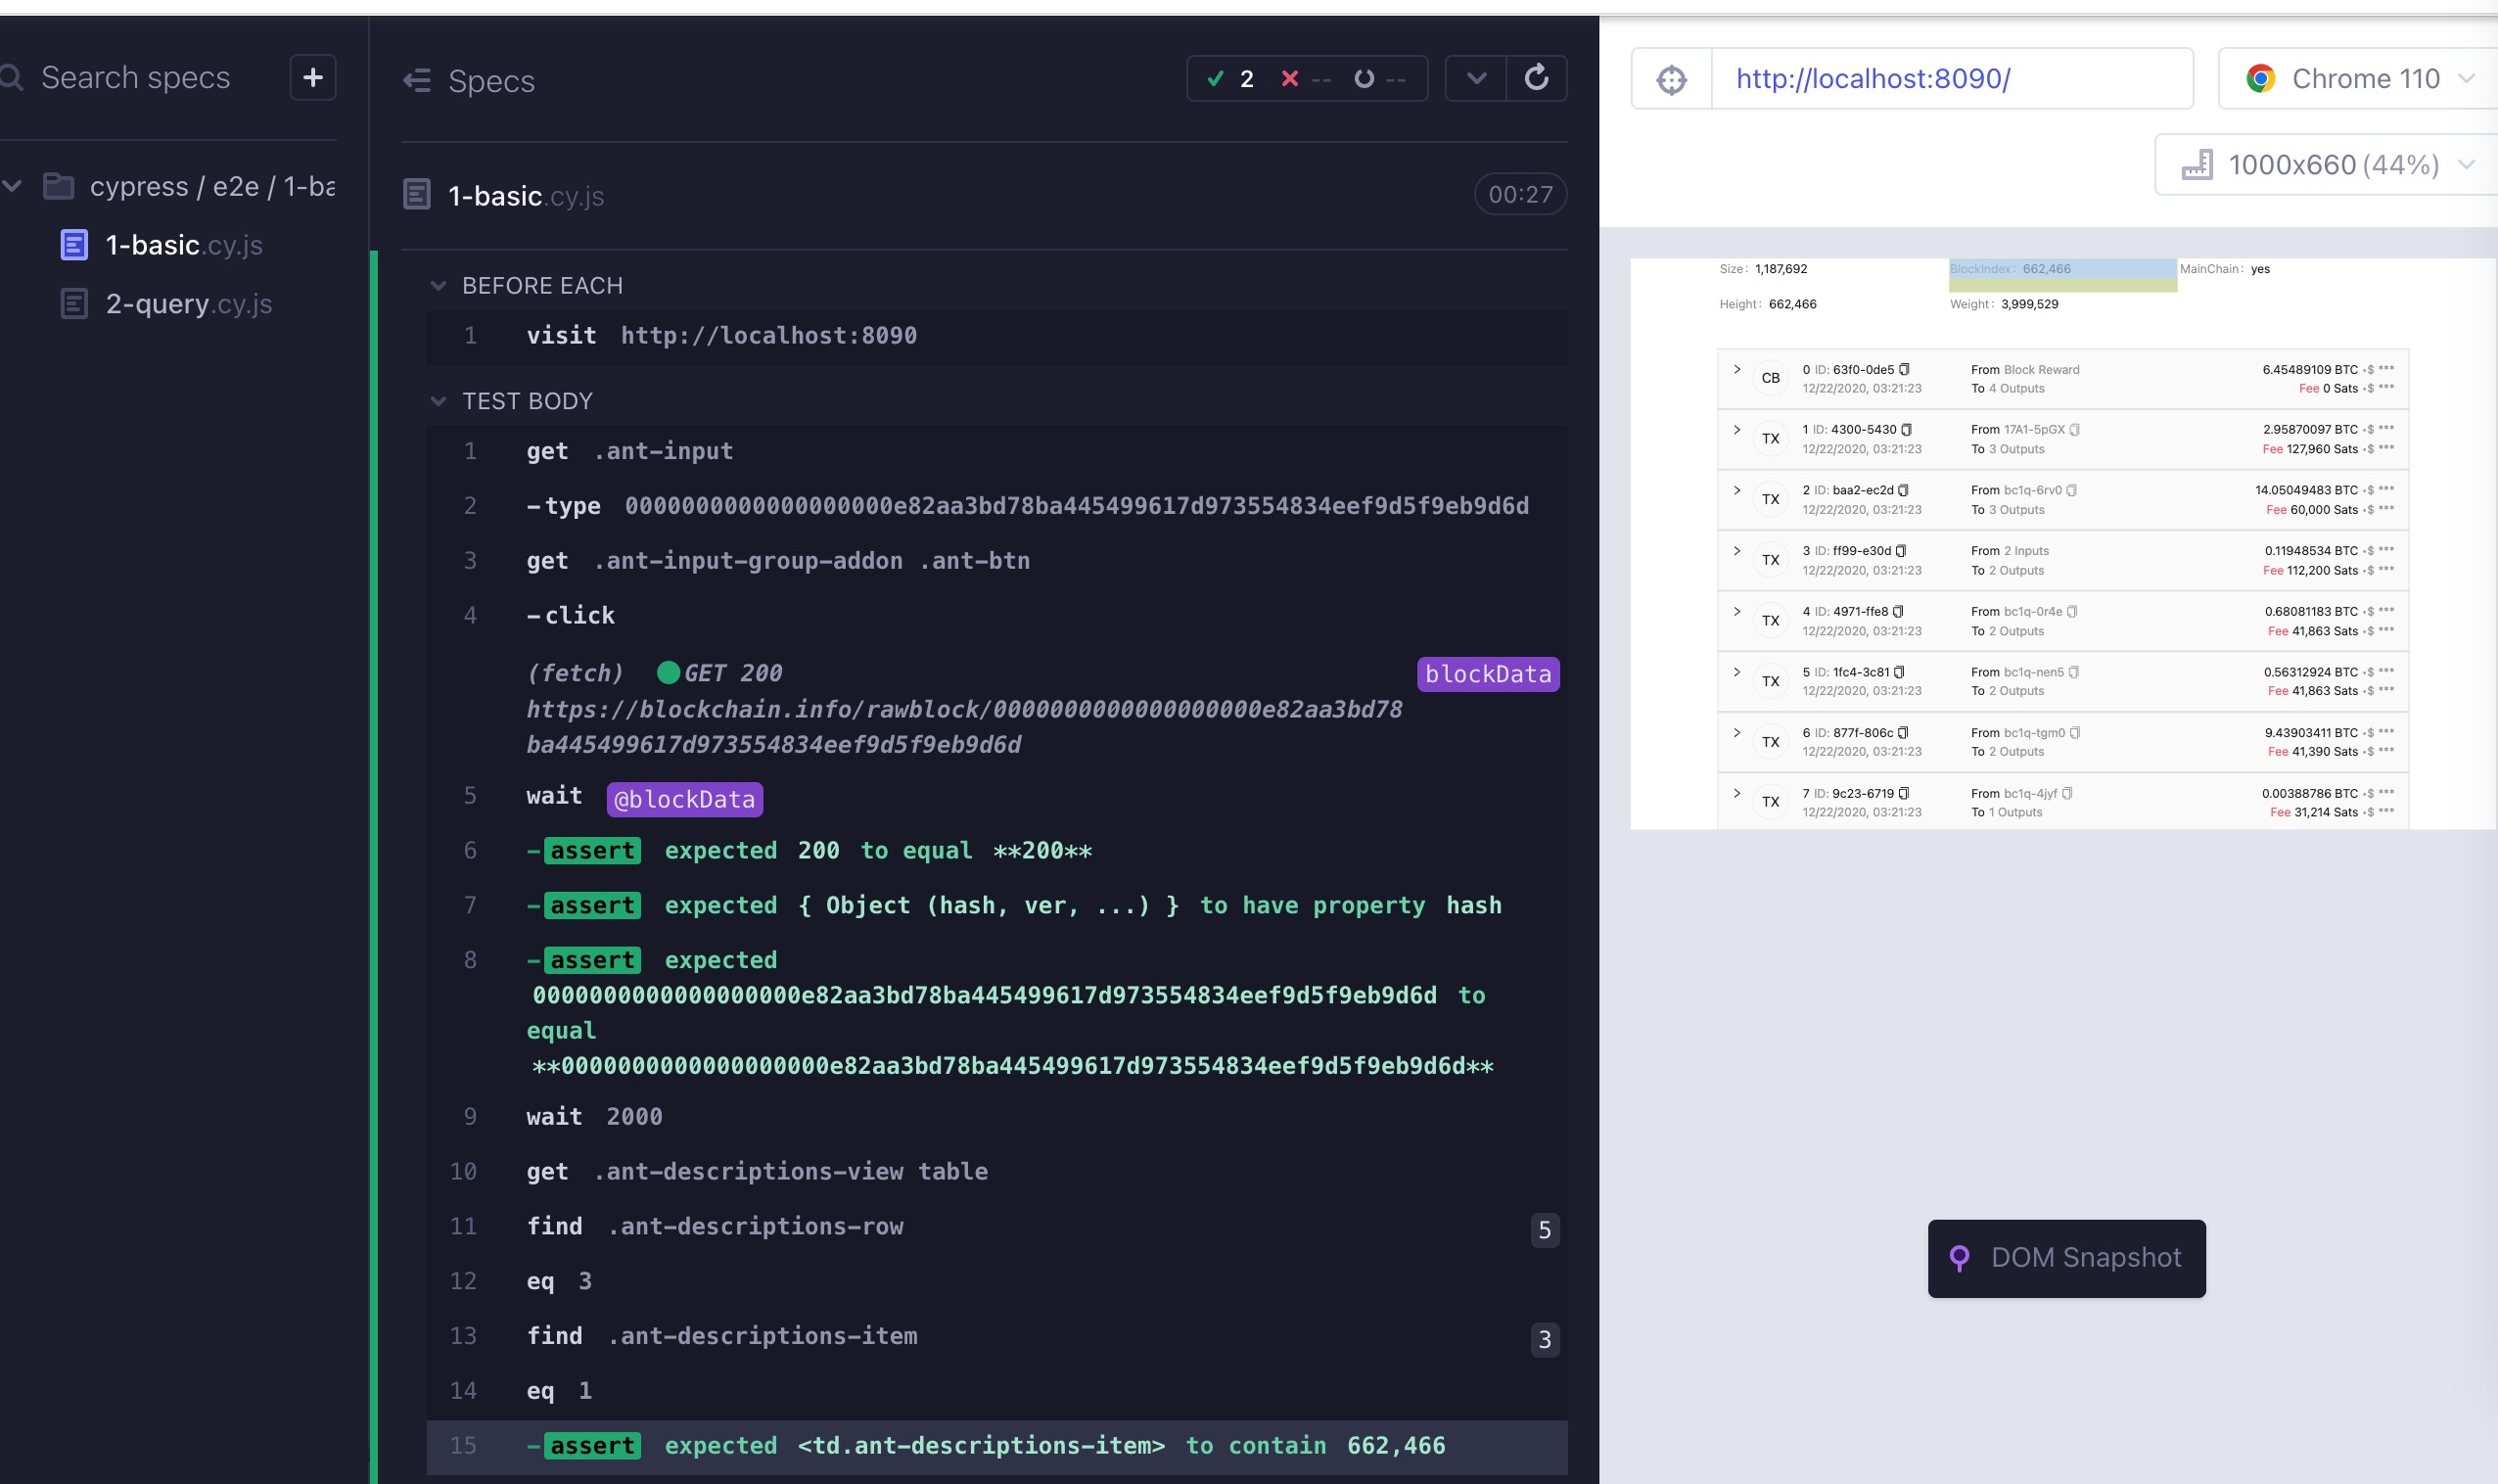 Search specs
+
cypress / e2e / 1-ba
1-basic.cy.js
2-query.cy.js
Specs
2 -- --
1-basic.cy.js
00:27
BEFORE EACH
1 visit http://localhost:8090
TEST BODY
1 get .ant-input
2 -type 0000000000000000000e82aa3bd78ba445499617d973554834eef9d5f9eb9d6d
3 get .ant-input-group-addon .ant-btn
4 -click
(fetch) GET 200 blockData
https://blockchain.info/rawblock/0000000000000000000e82aa3bd78
ba445499617d973554834eef9d5f9eb9d6d
5 wait @blockData
6 -assert expected 200 to equal **200**
7 -assert expected { Object (hash, ver, ...) } to have property hash
8 -assert expected
0000000000000000000e82aa3bd78ba445499617d973554834eef9d5f9eb9d6d to
equal
**0000000000000000000e82aa3bd78ba445499617d973554834eef9d5f9eb9d6d**
9 wait 2000
10 get .ant-descriptions-view table
11 find .ant-descriptions-row 5
12 eq 3
13 find .ant-descriptions-item 3
14 eq 1
15 -assert expected <td.ant-descriptions-item> to contain 662,466
http://localhost:8090/
Chrome 110
1000x660 (44%)
Size: 1,187,692 BlockIndex: 662,466 MainChain: yes
Height: 662,466 Weight: 3,999,529
> CB 0 ID: 63f0-0de5 From Block Reward 6.45489109 BTC •$ ***
12/22/2020, 03:21:23 To 4 Outputs Fee 0 Sats •$ ***
> TX 1 ID: 4300-5430 From 17A1-5pGX 2.95870097 BTC •$ ***
12/22/2020, 03:21:23 To 3 Outputs Fee 127,960 Sats •$ ***
> TX 2 ID: baa2-ec2d From bc1q-6rv0 14.05049483 BTC •$ ***
12/22/2020, 03:21:23 To 3 Outputs Fee 60,000 Sats •$ ***
> TX 3 ID: ff99-e30d From 2 Inputs 0.11948534 BTC •$ ***
12/22/2020, 03:21:23 To 2 Outputs Fee 112,200 Sats •$ ***
> TX 4 ID: 4971-ffe8 From bc1q-0r4e 0.68081183 BTC •$ ***
12/22/2020, 03:21:23 To 2 Outputs Fee 41,863 Sats •$ ***
> TX 5 ID: 1fc4-3c81 From bc1q-nen5 0.56312924 BTC •$ ***
12/22/2020, 03:21:23 To 2 Outputs Fee 41,863 Sats •$ ***
> TX 6 ID: 877f-806c From bc1q-tgm0 9.43903411 BTC •$ ***
12/22/2020, 03:21:23 To 2 Outputs Fee 41,390 Sats •$ ***
> TX 7 ID: 9c23-6719 From bc1q-4jyf 0.00388786 BTC •$ ***
12/22/2020, 03:21:23 To 1 Outputs Fee 31,214 Sats •$ ***
DOM Snapshot